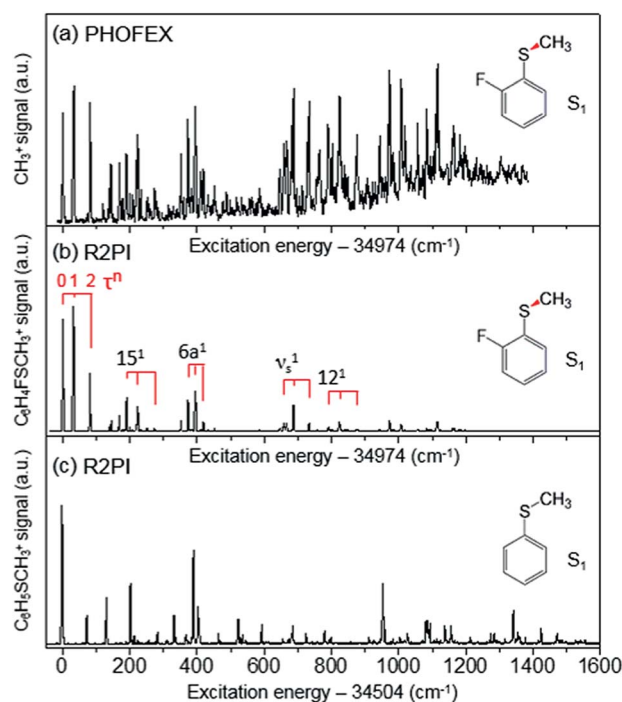 (a) PHOFEX
CH₃⁺ signal (a.u.)
F
S
CH₃
S₁
Excitation energy – 34974 (cm⁻¹)
(b) R2PI
C₆H₄FSCH₃⁺ signal (a.u.)
0 1 2 τⁿ
15¹
6a¹
νₛ¹
12¹
F
S
CH₃
S₁
Excitation energy – 34974 (cm⁻¹)
(c) R2PI
C₆H₅SCH₃⁺ signal (a.u.)
S
CH₃
S₁
0 200 400 600 800 1000 1200 1400 1600
Excitation energy – 34504 (cm⁻¹)